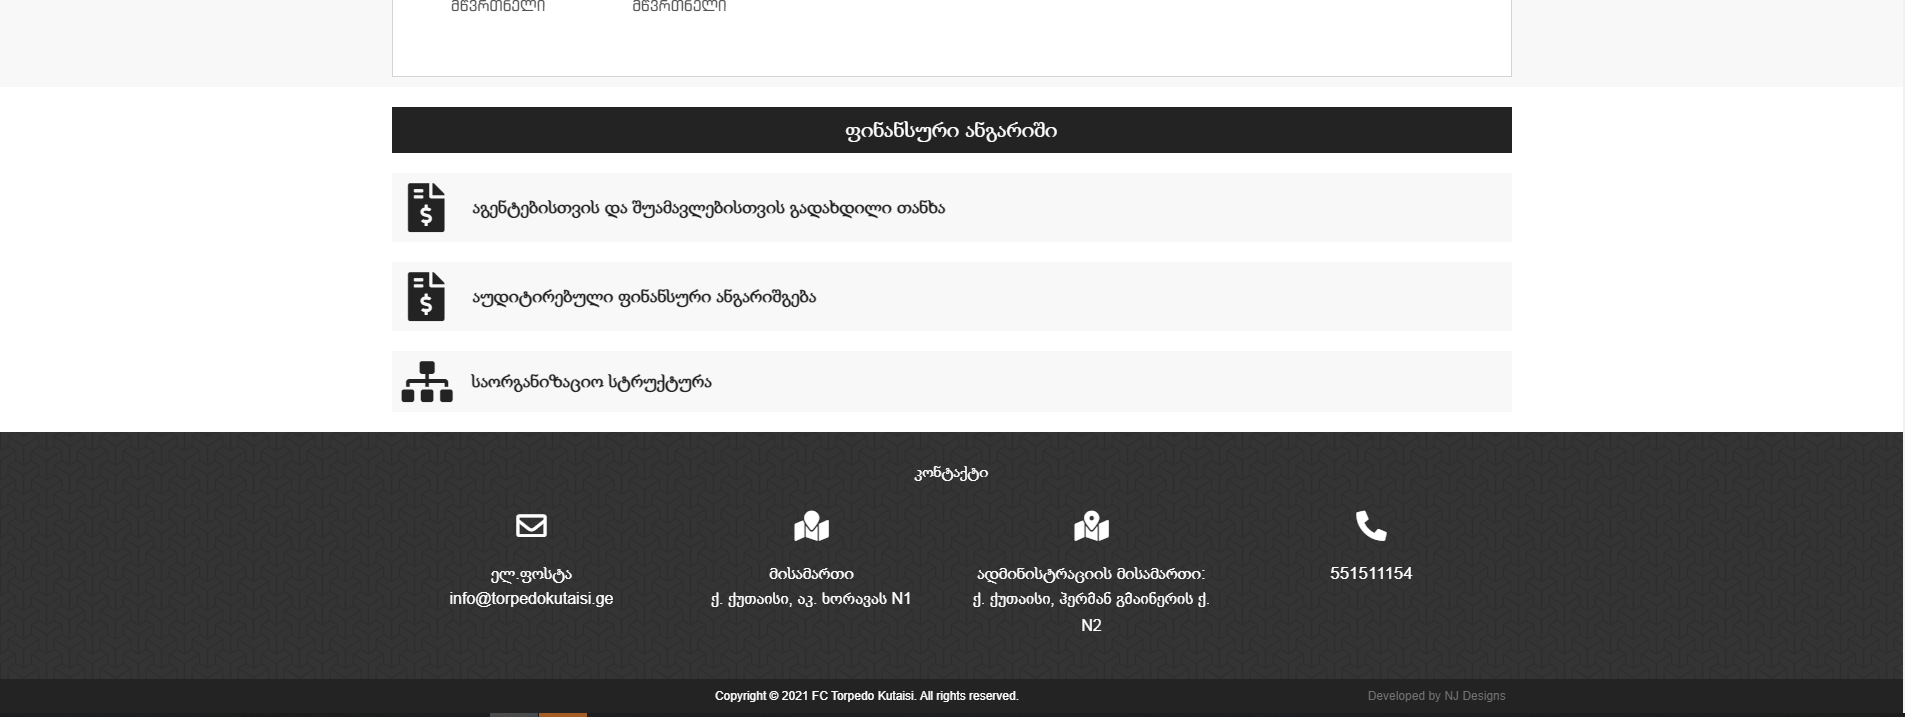 მწვრთნელი მწვრთნელი
ფინანსური ანგარიში
აგენტებისთვის და შუამავლებისთვის გადახდილი თანხა
აუდიტირებული ფინანსური ანგარიშგება
საორგანიზაციო სტრუქტურა
კონტაქტი
ელ.ფოსტა
info@torpedokutaisi.ge
მისამართი
ქ. ქუთაისი, აკ. ხორავას N1
ადმინისტრაციის მისამართი:
ქ. ქუთაისი, ჰერმან გმაინერის ქ.
N2
551511154
Copyright © 2021 FC Torpedo Kutaisi. All rights reserved.
Developed by NJ Designs